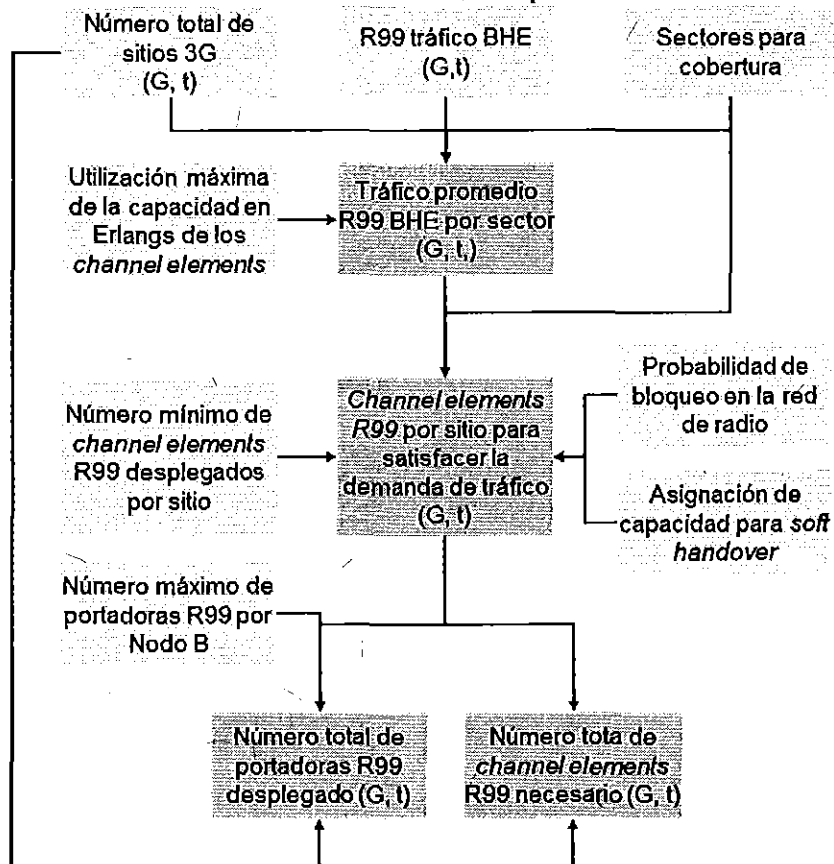 Número total de
sitios 3G
(G, t)
R99 tráfico BHE
(G,t)
Sectores para
cobertura
Utilización máxima
de la capacidad en
Erlangs de los
channel elements
Tráfico promedio
R99 BHE por sector
(G, t,)
Número mínimo de
channel elements
R99 desplegados
por sitio
Channel elements
R99 por sitio para
satisfacer la
demanda de tráfico
(G, t)
Probabilidad de
bloqueo en la red
de radio
Asignación de
capacidad para soft
handover
Número máximo de
portadoras R99 por
Nodo B
Número total de
portadoras R99
desplegado (G, t)
Número tota de
channel elements
R99 necesario (G, t)